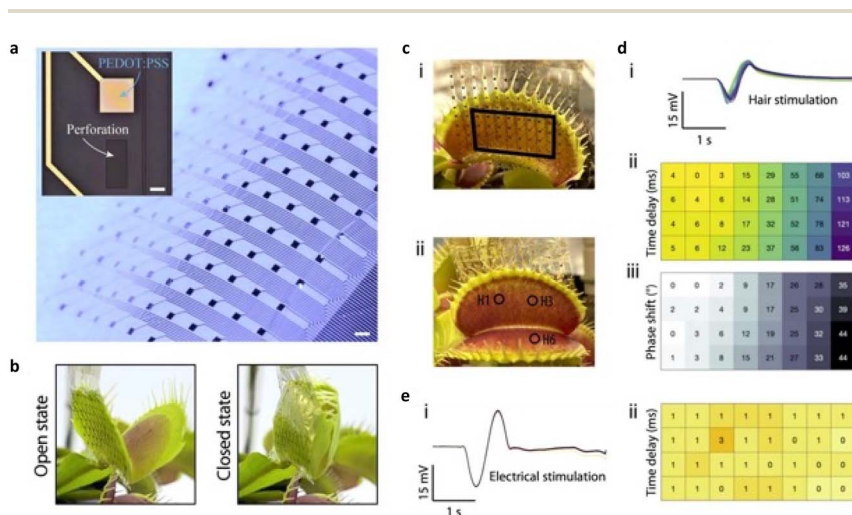 a
PEDOT:PSS
Perforation
b
Open state
Closed state
c
i
ii
H1
H3
H6
d
i
15 mV
1 s
Hair stimulation
ii
Time delay (ms)
4 0 3 15 29 55 68 103
6 4 6 14 28 51 74 113
4 6 8 17 32 52 78 121
5 6 12 23 37 56 83 126
iii
Phase shift (°)
0 0 2 9 17 26 28 35
2 2 4 9 17 25 30 39
0 3 6 12 19 25 32 44
1 3 8 15 21 27 33 44
e
i
15 mV
1 s
Electrical stimulation
ii
Time delay (ms)
1 1 1 1 1 1 1 1
1 1 3 1 1 0 1 0
1 1 1 1 0 1 1 0
1 1 0 1 1 1 0 0